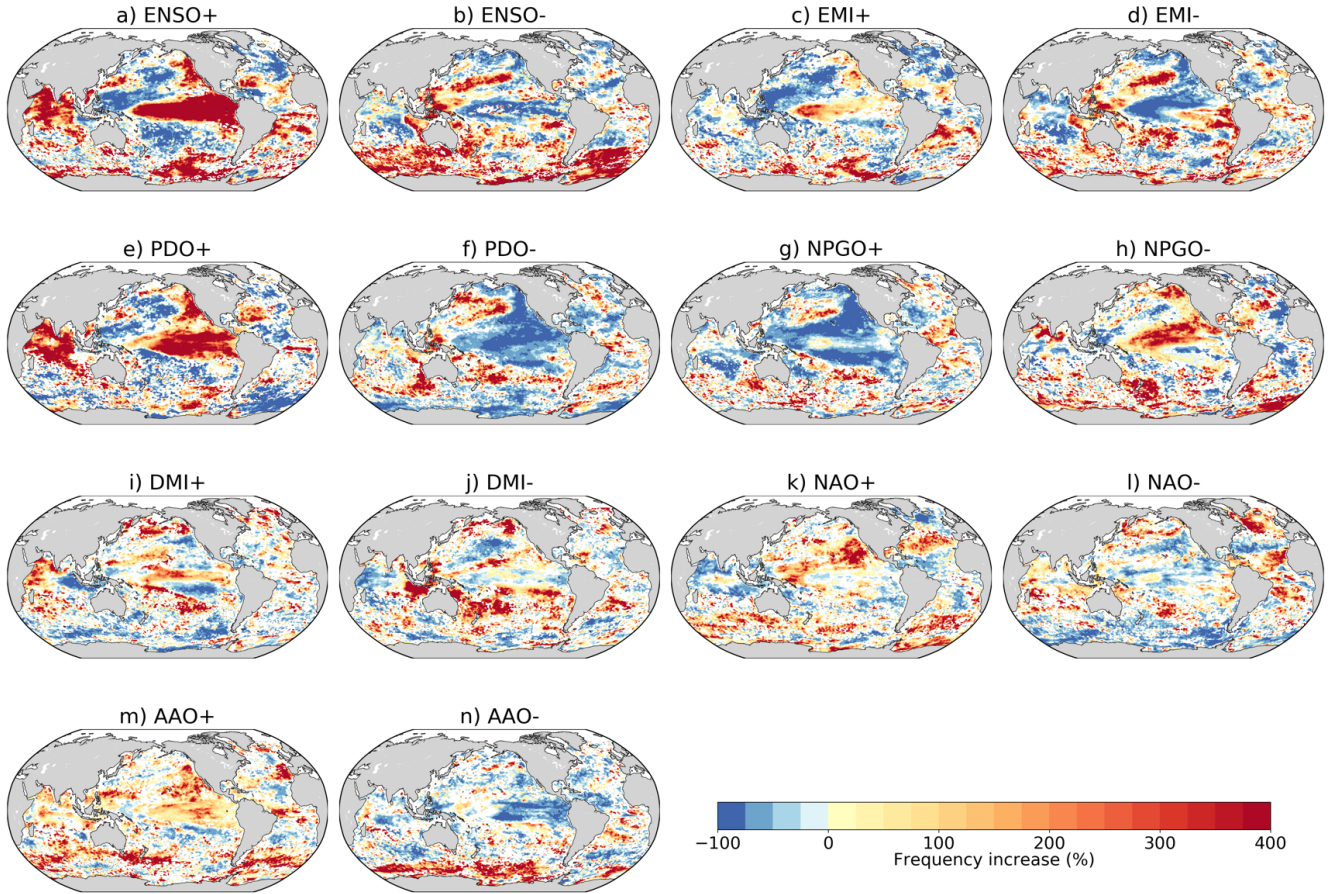 a) ENSO+
b) ENSO-
c) EMI+
d) EMI-
e) PDO+
f) PDO-
g) NPGO+
h) NPGO-
i) DMI+
j) DMI-
k) NAO+
l) NAO-
m) AAO+
n) AAO-
−100 0 100 200 300 400
Frequency increase (%)